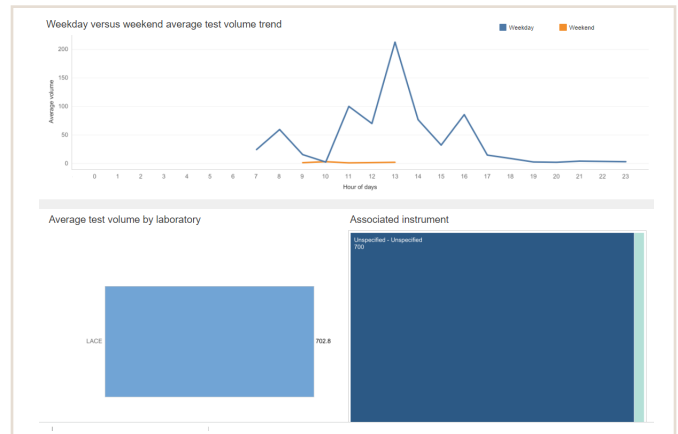 Weekday versus weekend average test volume trend
Weekday Weekend
200
150
100
50
0
Average volume
0 1 2 3 4 5 6 7 8 9 10 11 12 13 14 15 16 17 18 19 20 21 22 23
Hour of days
Average test volume by laboratory
LACE
702.8
Associated instrument
Unspecified - Unspecified
700